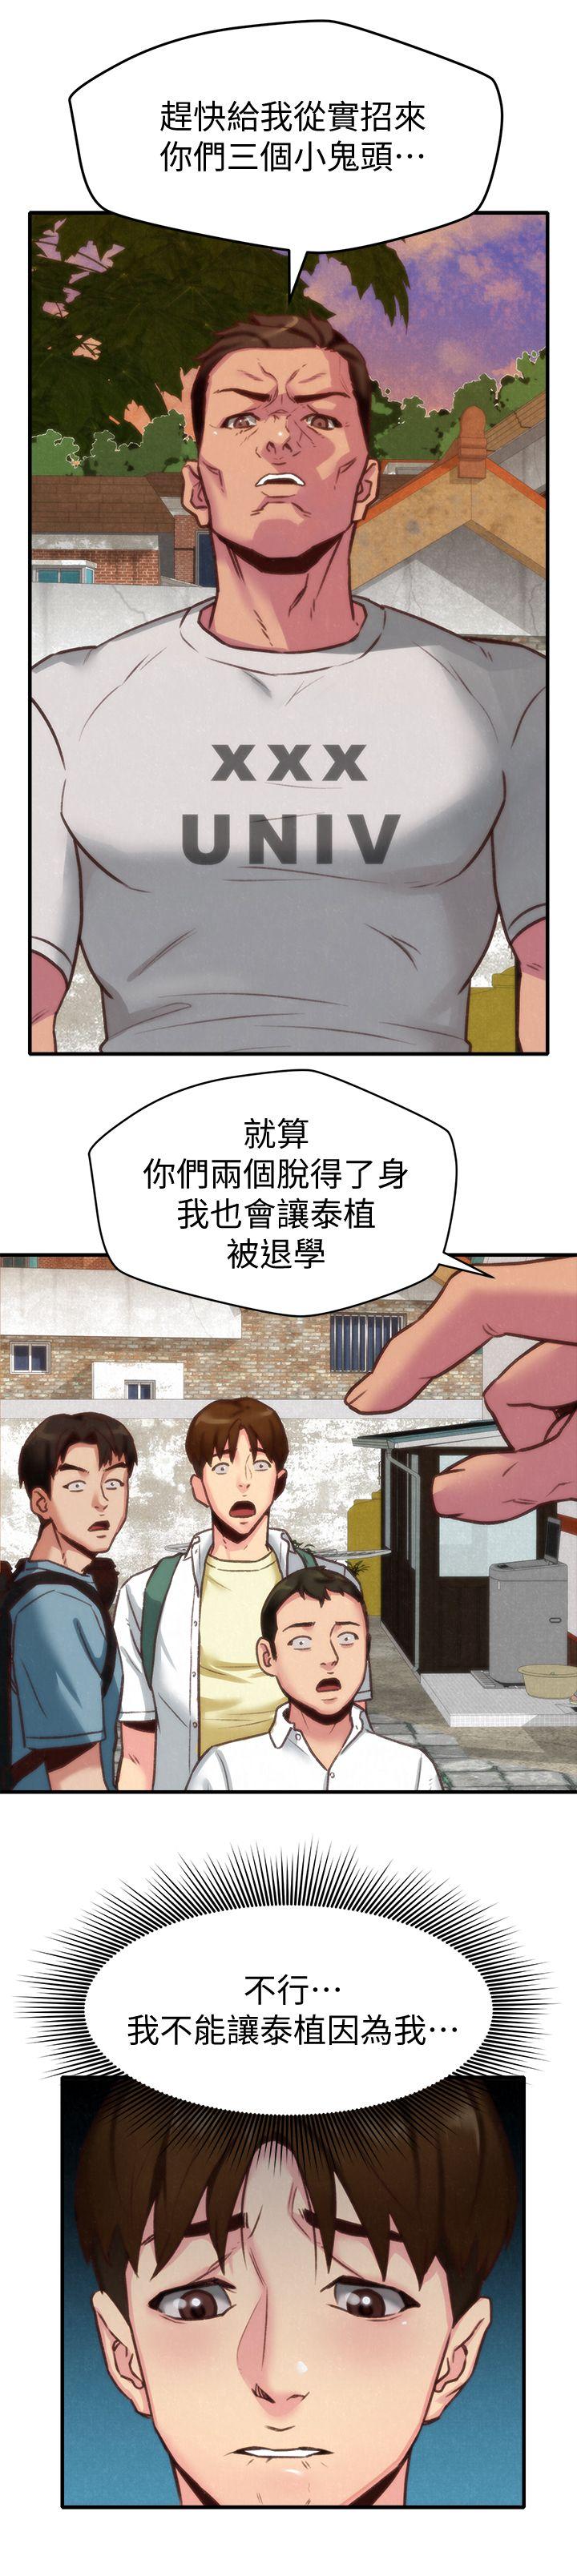 趕快給我從實招來
你們三個小鬼頭⋯
XXX
UNIV
就算
你們兩個脫得了身
我也會讓泰植
被退學
不行⋯
我不能讓泰植因為我⋯